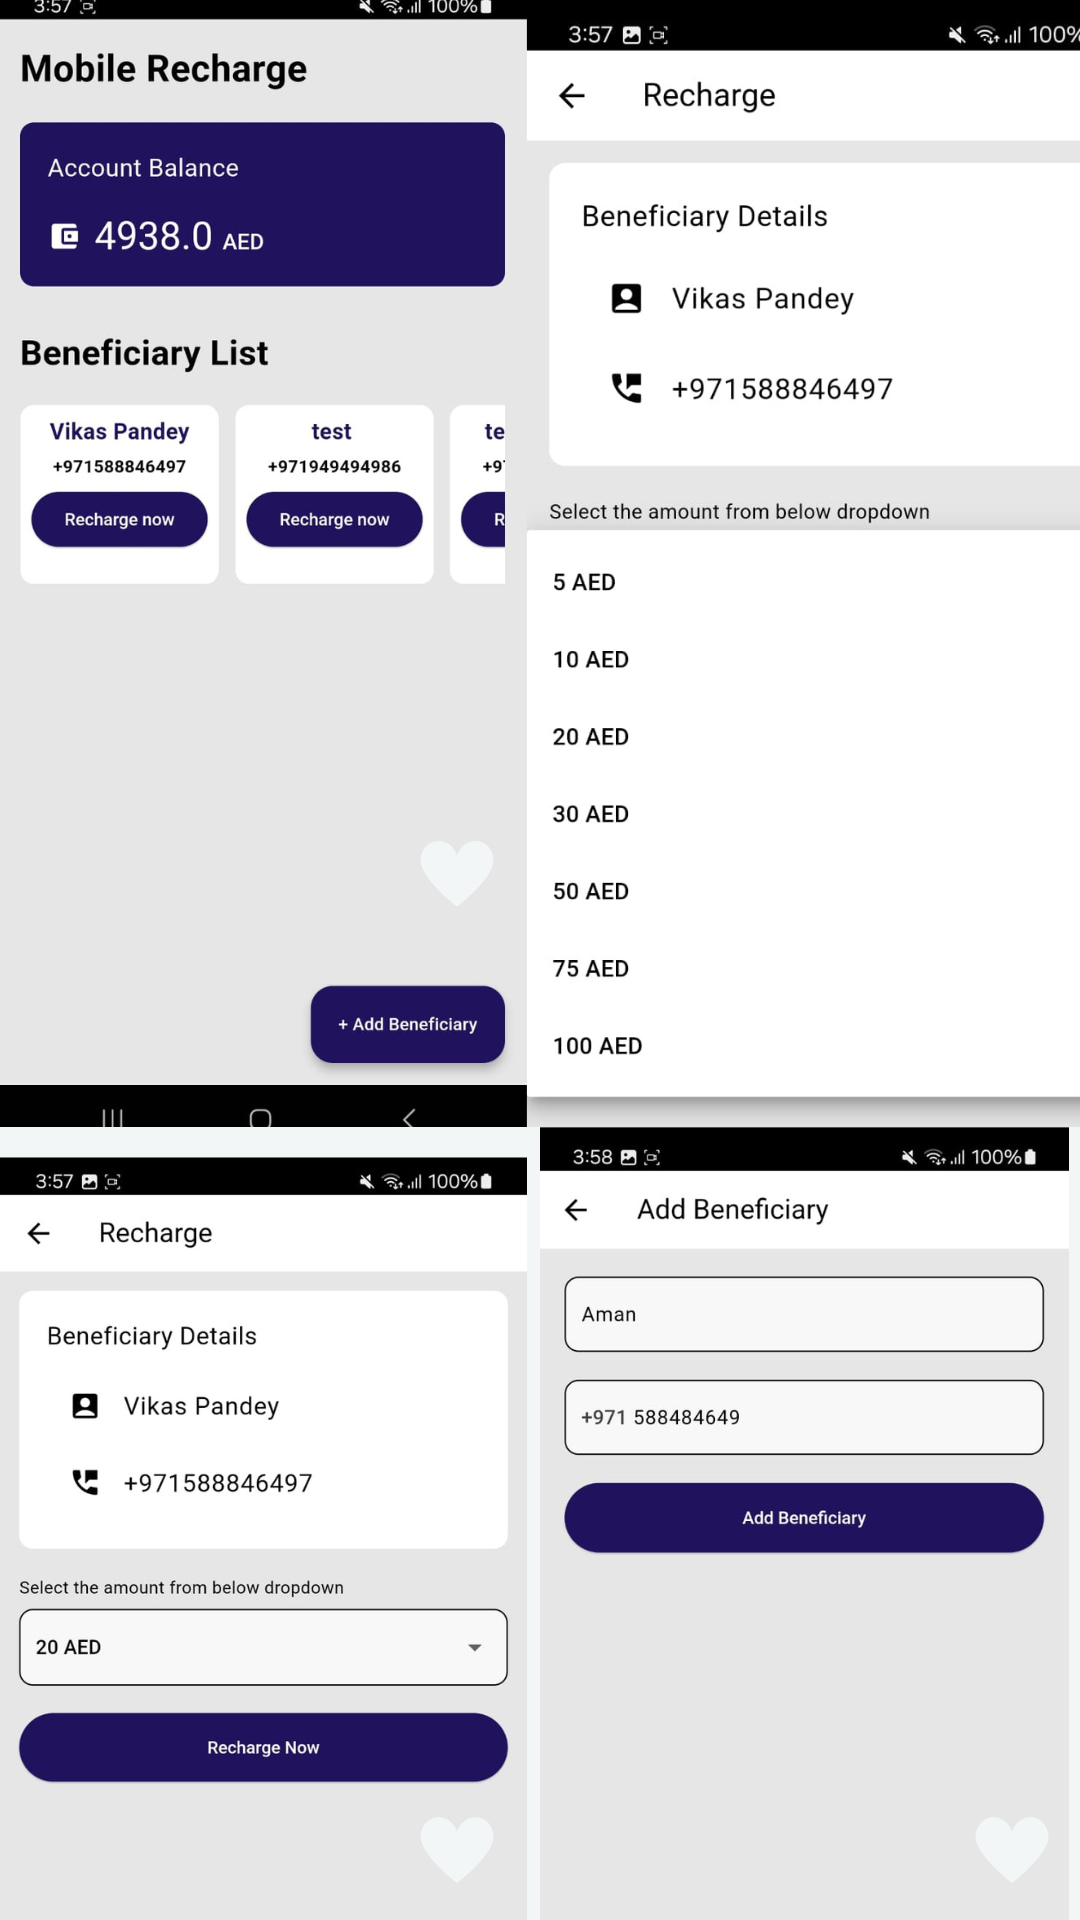 3:57 100%
Mobile Recharge
Account Balance
4938.0 AED
Beneficiary List
Vikas Pandey
+971588846497
Recharge now
test
+971949494986
Recharge now
te
+97
R
+ Add Beneficiary
3:57 100%
Recharge
Beneficiary Details
Vikas Pandey
+971588846497
Select the amount from below dropdown
5 AED
10 AED
20 AED
30 AED
50 AED
75 AED
100 AED
3:57 100%
Recharge
Beneficiary Details
Vikas Pandey
+971588846497
Select the amount from below dropdown
20 AED
Recharge Now
3:58 100%
Add Beneficiary
Aman
+971 588484649
Add Beneficiary